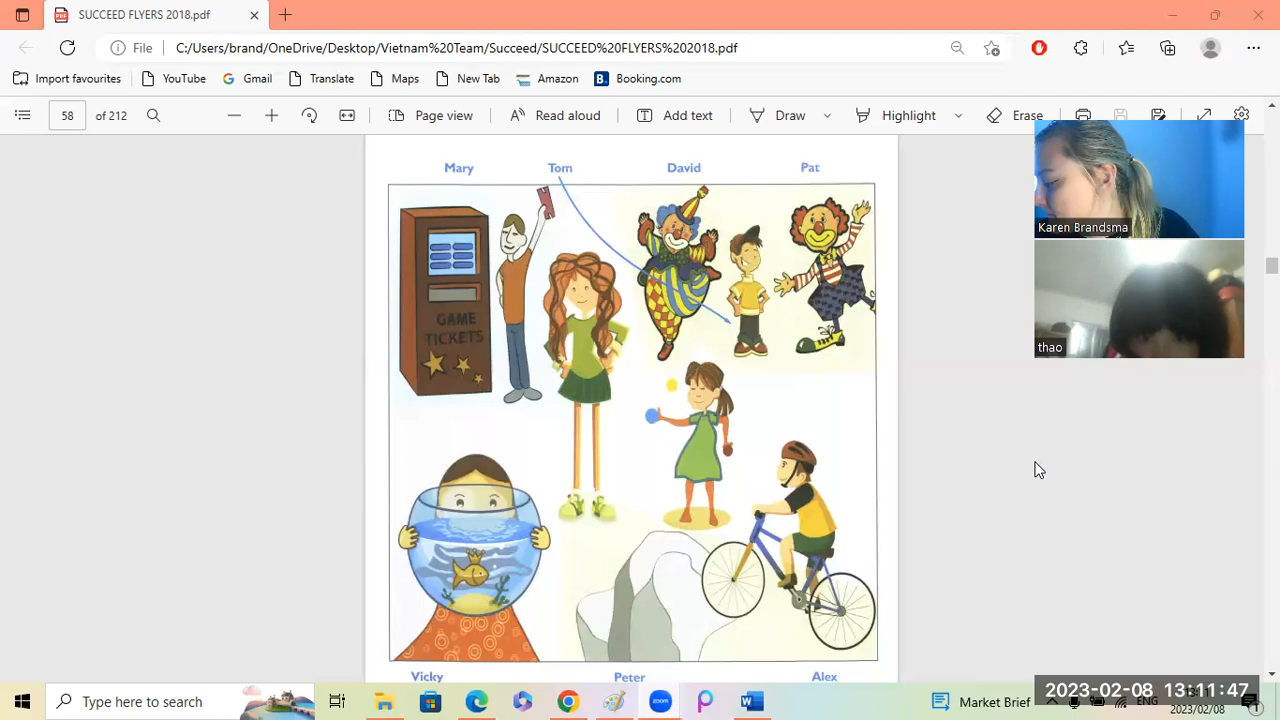 SUCCEED FLYERS 2018.pdf
File
C:/Users/brand/OneDrive/Desktop/Vietnam%20Team/Succeed/SUCCEED%20FLYERS%202018.pdf
Import favourites
YouTube
Gmail
Translate
Maps
New Tab
Amazon
Booking.com
58 of 212
Page view
Read aloud
Add text
Draw
Highlight
Erase
Mary Tom David Pat
GAME
TICKETS
Karen Brandsma
thao
Vicky Peter Alex
Type here to search
zoom
Market Brief
ENG
2023-02-08 13:11:47
2023/02/08